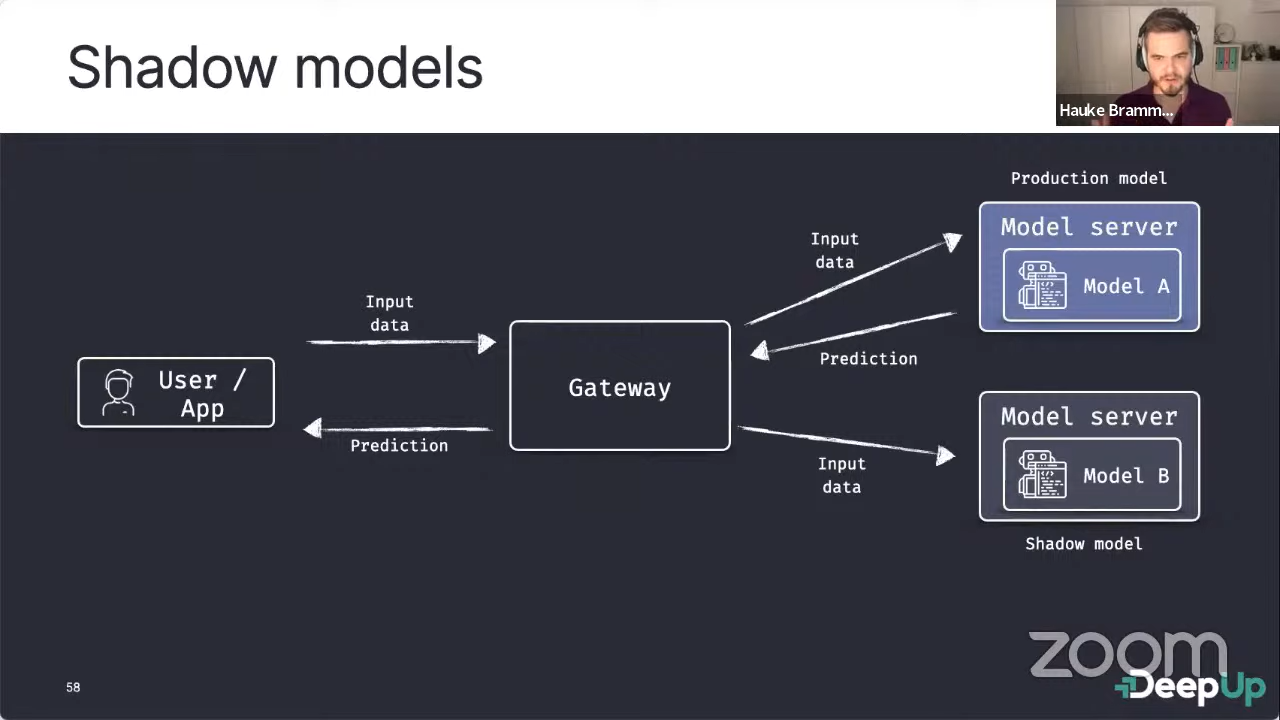 Shadow models
Hauke Bramm...
Production model
Model server
Model A
Input
data
Prediction
Input
data
Gateway
User /
App
Prediction
Input
data
Model server
Model B
Shadow model
58
zoom
DeepUp